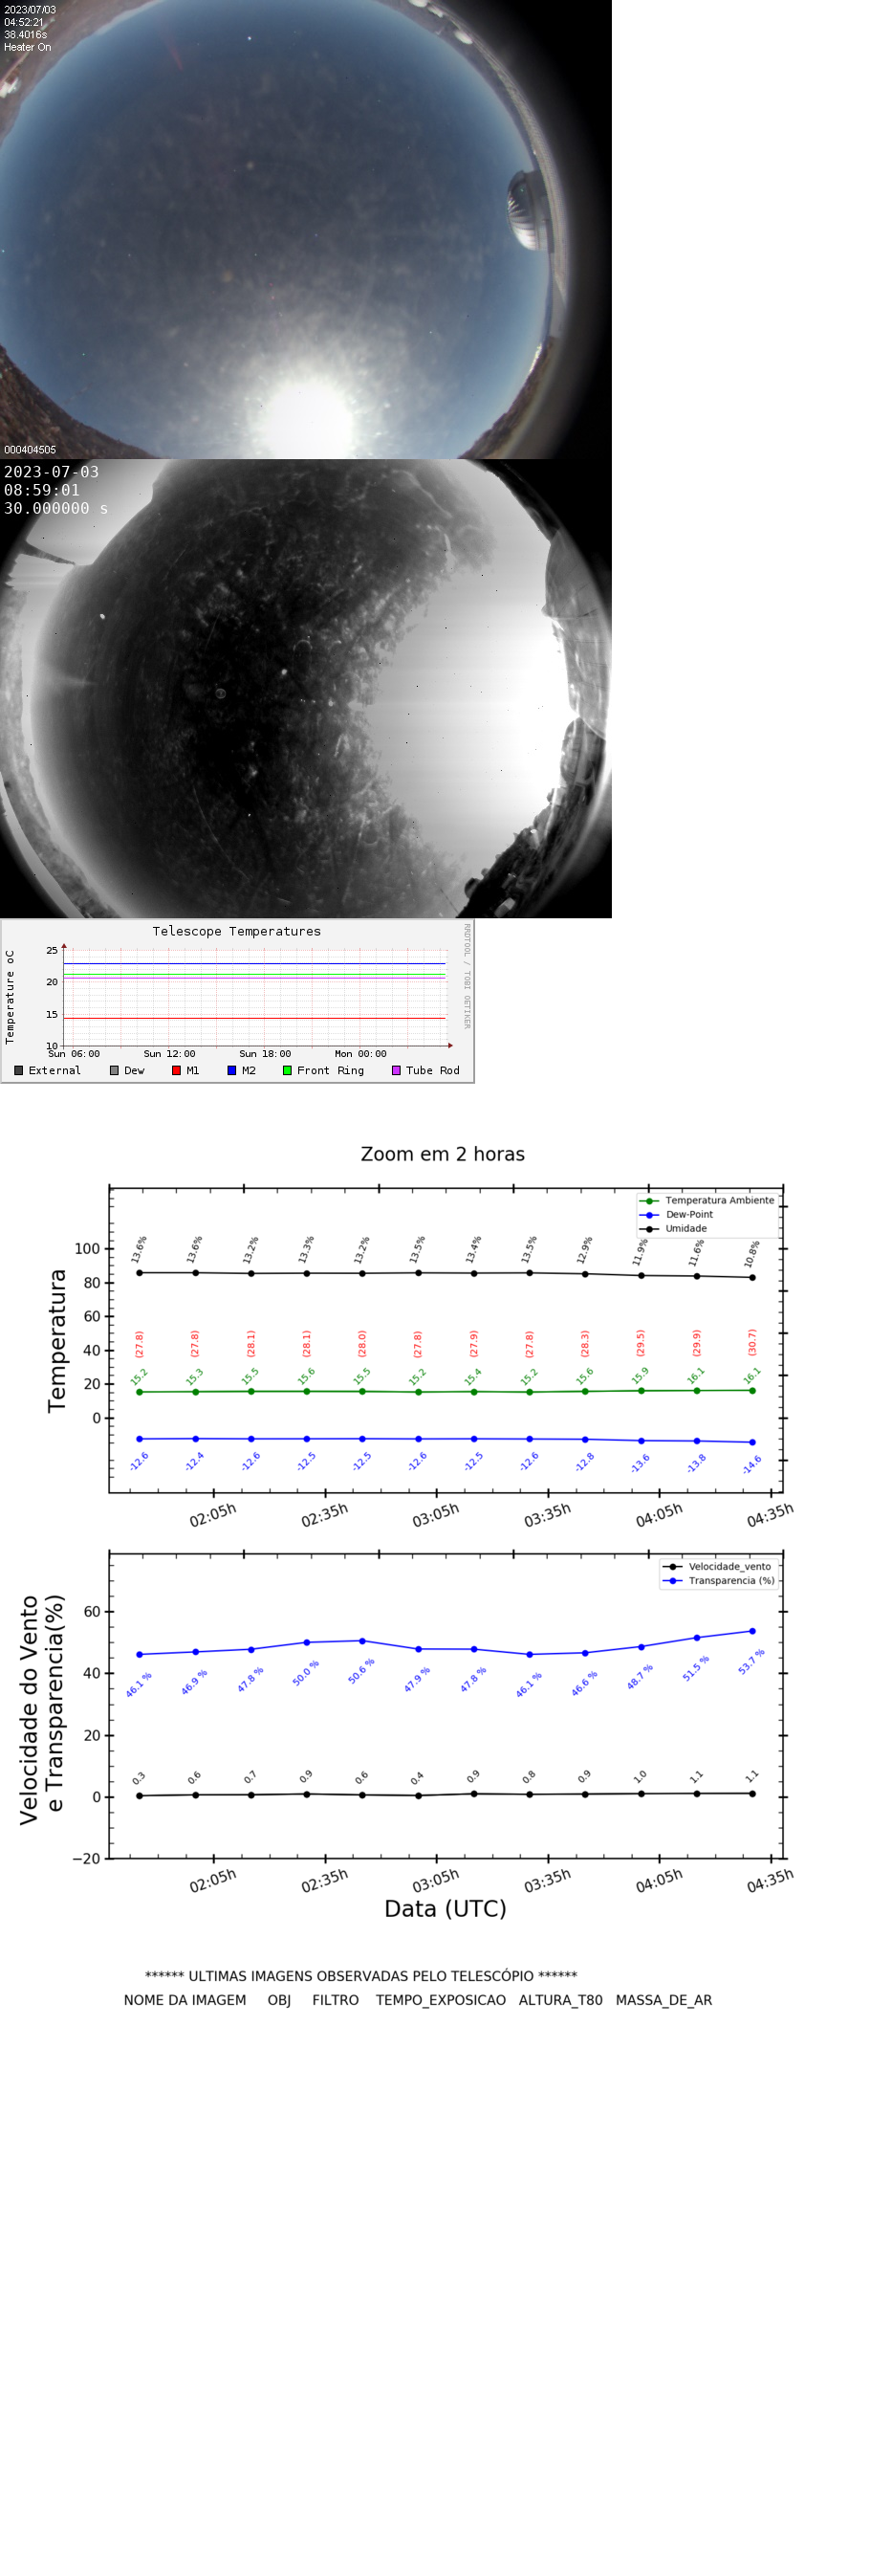 2023/07/03
04:52:21
38.4016s
Heater On
000404505
2023-07-03
08:59:01
30.000000 s
Telescope Temperatures
RRDTOOL / TOBI OETIKER
Temperature oC
25
20
15
10
Sun 06:00 Sun 12:00 Sun 18:00 Mon 00:00
External Dew M1 M2 Front Ring Tube Rod
Zoom em 2 horas
Temperatura Ambiente
Dew-Point
Umidade
Temperatura
100
80
60
40
20
0
13.6% 13.6% 13.2% 13.3% 13.2% 13.5% 13.4% 13.5% 12.9% 11.9% 11.6% 10.8%
(27.8) (27.8) (28.1) (28.1) (28.0) (27.8) (27.9) (27.8) (28.3) (29.5) (29.9) (30.7)
15.2 15.3 15.5 15.6 15.5 15.2 15.4 15.2 15.6 15.9 16.1 16.1
-12.6 -12.4 -12.6 -12.5 -12.5 -12.6 -12.5 -12.6 -12.8 -13.6 -13.8 -14.6
02:05h 02:35h 03:05h 03:35h 04:05h 04:35h
Velocidade_vento
Transparencia (%)
Velocidade do Vento
e Transparencia(%)
60
40
20
0
−20
46.1 % 46.9 % 47.8 % 50.0 % 50.6 % 47.9 % 47.8 % 46.1 % 46.6 % 48.7 % 51.5 % 53.7 %
0.3 0.6 0.7 0.9 0.6 0.4 0.9 0.8 0.9 1.0 1.1 1.1
02:05h 02:35h 03:05h 03:35h 04:05h 04:35h
Data (UTC)
****** ULTIMAS IMAGENS OBSERVADAS PELO TELESCÓPIO ******
NOME DA IMAGEM OBJ FILTRO TEMPO_EXPOSICAO ALTURA_T80 MASSA_DE_AR